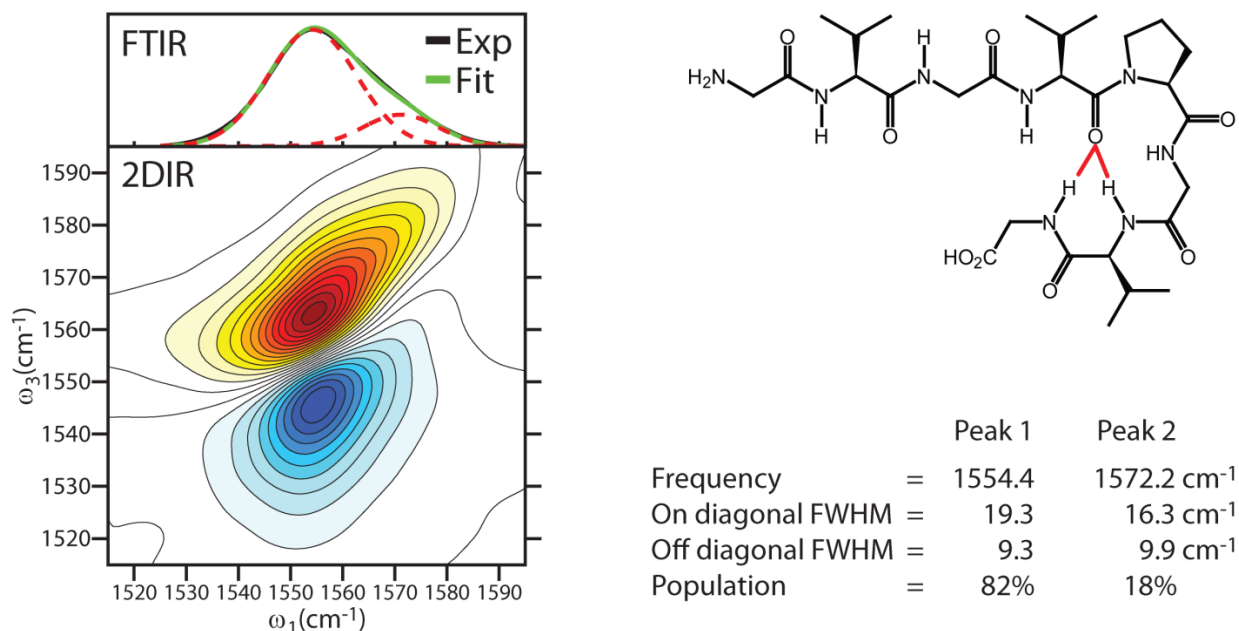 FTIR
Exp
Fit
2DIR
1590
1580
1570
1560
1550
1540
1530
1520
ω3(cm-1)
1520 1530 1540 1550 1560 1570 1580 1590
ω1(cm-1)
H2N
O
N
H
O
H
N
O
N
H
O
N
O
HN
O
N
H
O
N
H
HO2C
Peak 1 Peak 2
Frequency = 1554.4 1572.2 cm-1
On diagonal FWHM = 19.3 16.3 cm-1
Off diagonal FWHM = 9.3 9.9 cm-1
Population = 82% 18%